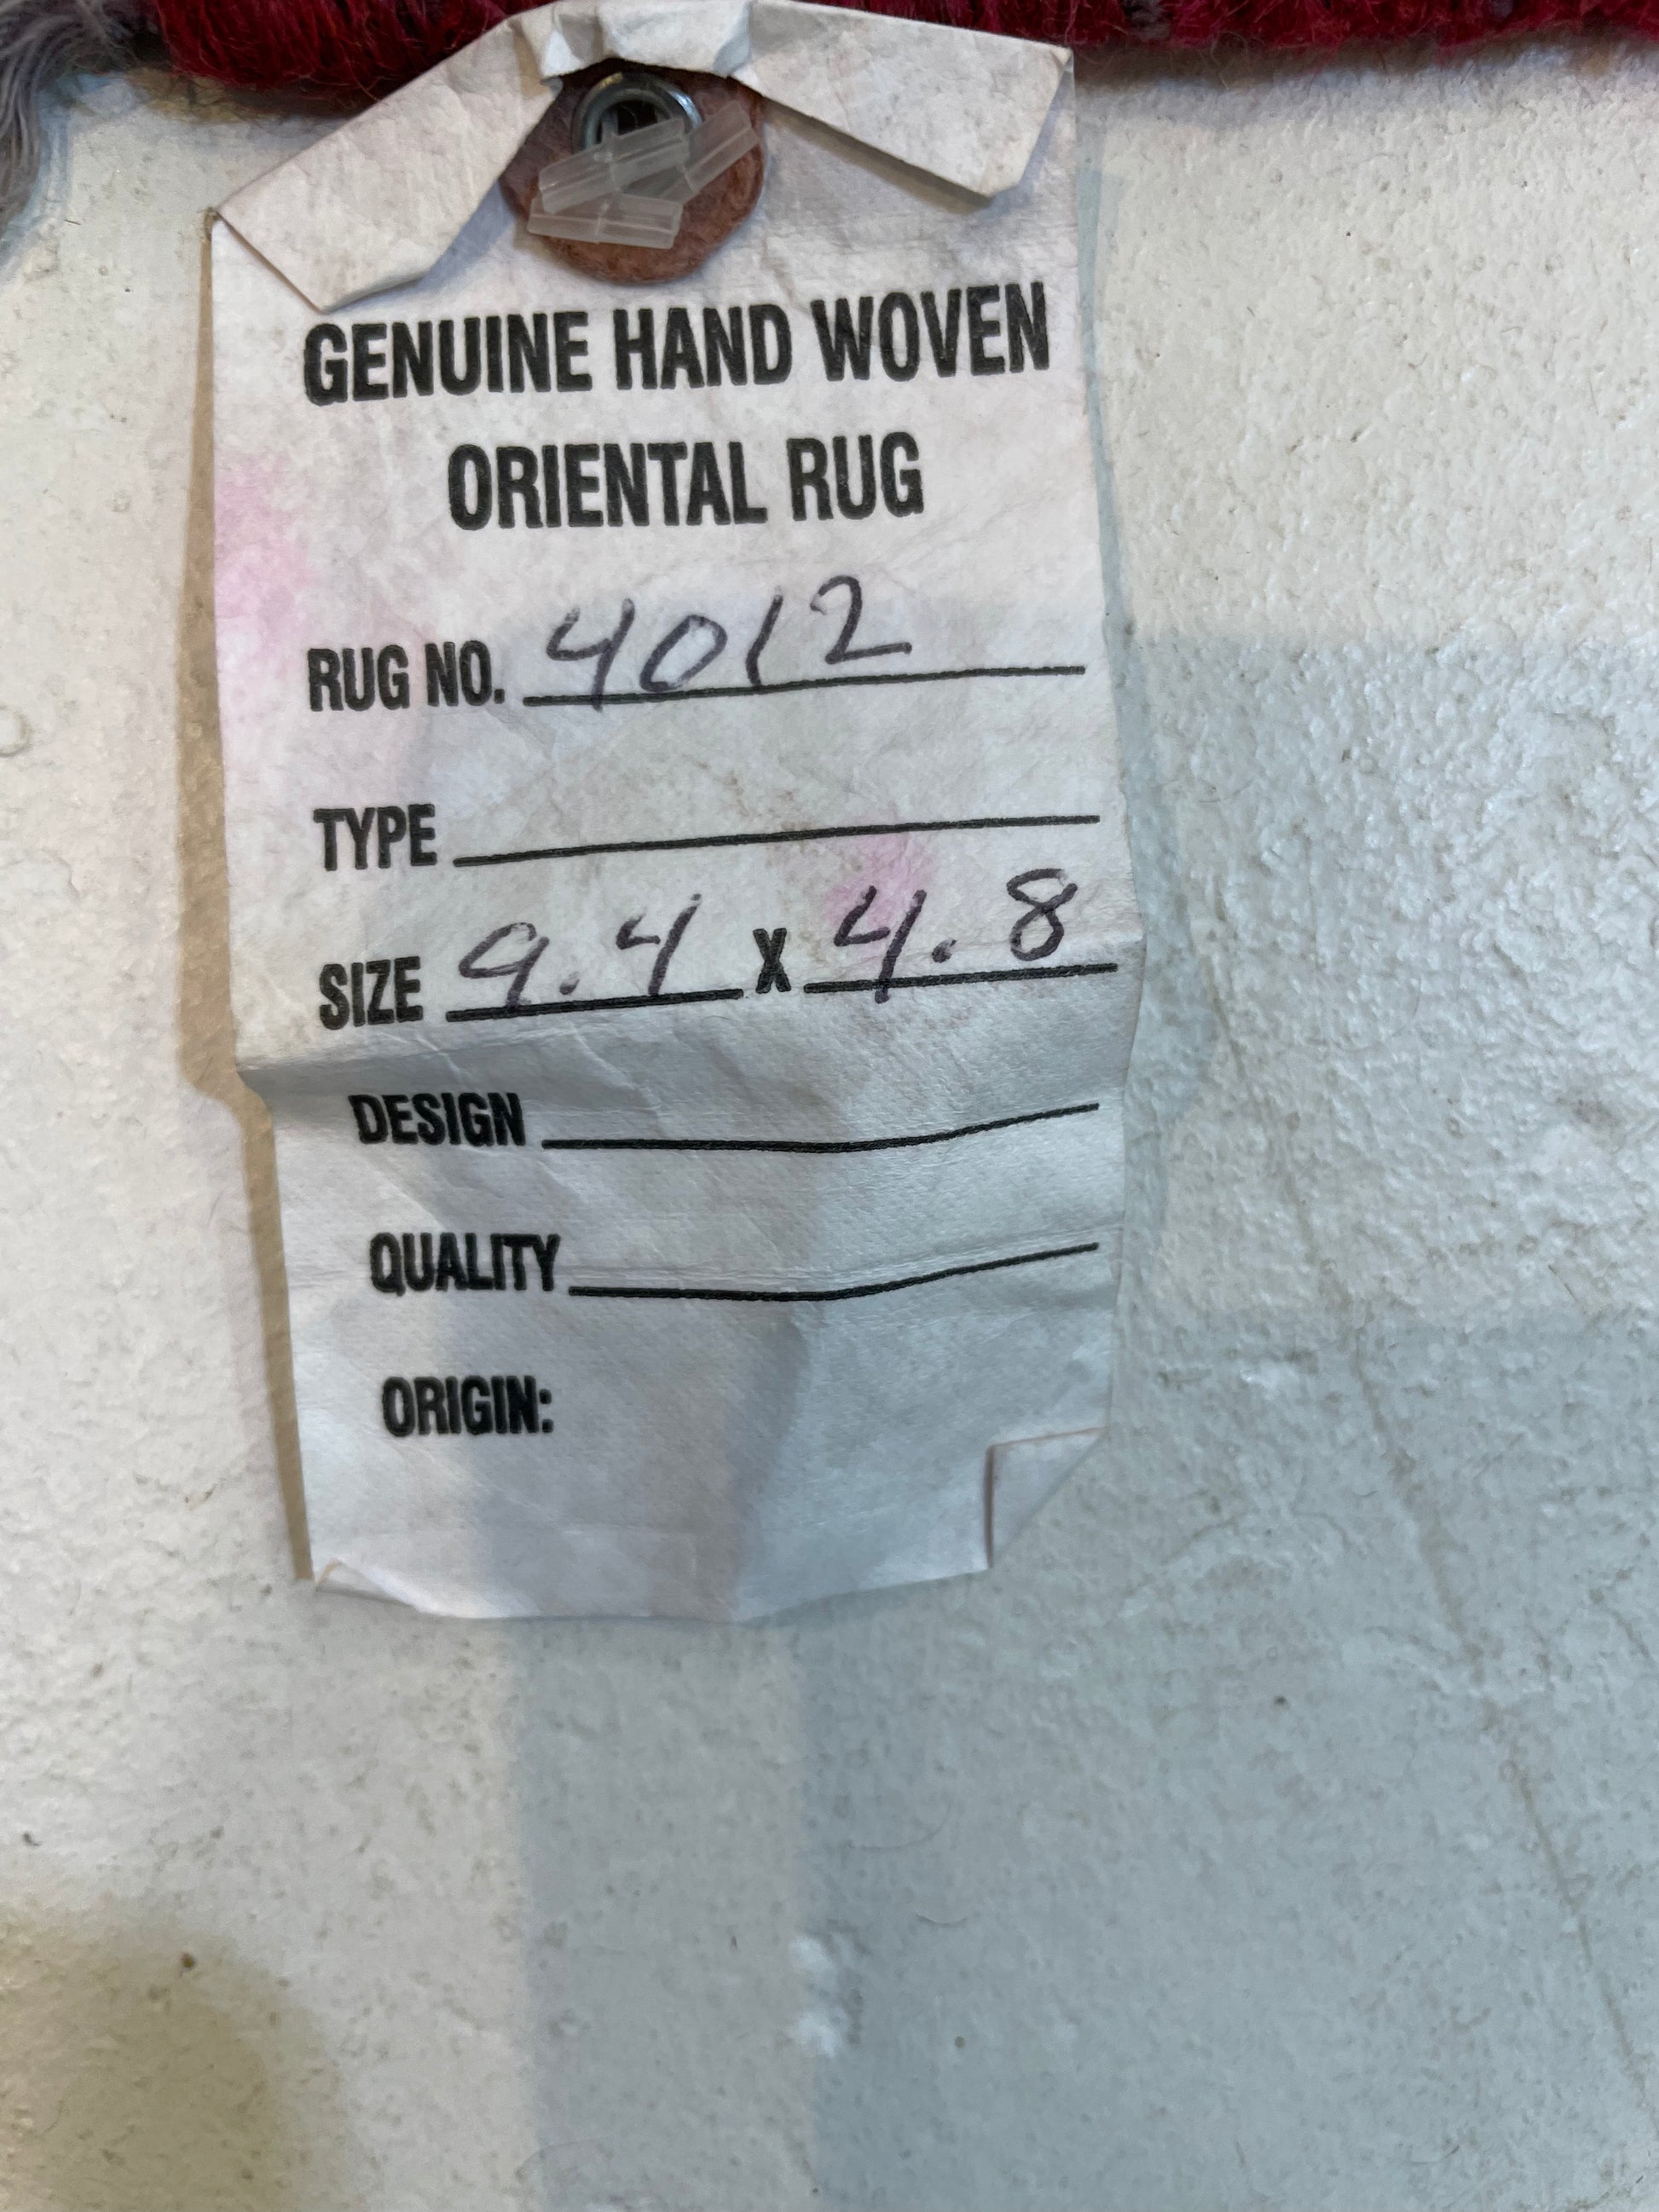 GENUINE HAND WOVEN
ORIENTAL RUG
RUG NO. 4012
TYPE
SIZE 9.4 X 4.8
DESIGN
QUALITY
ORIGIN: